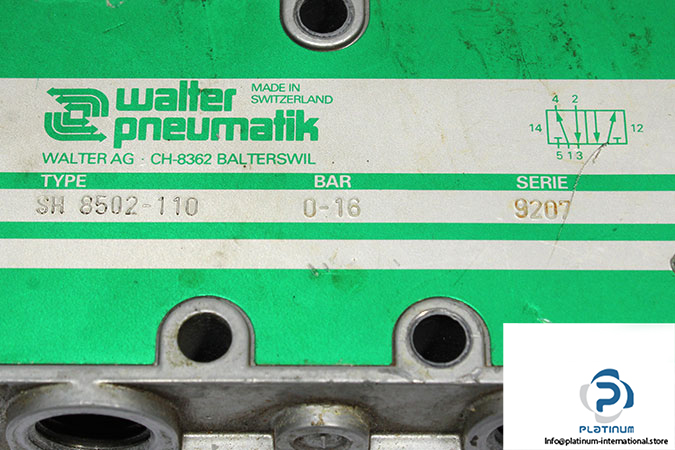 walter
pneumatik
MADE IN
SWITZERLAND
WALTER AG · CH-8362 BALTERSWIL
4 2
14 12
5 1 3
TYPE BAR SERIE
SH 8502-110 0-16 9207
PLATINUM
Info@platinum-international.store